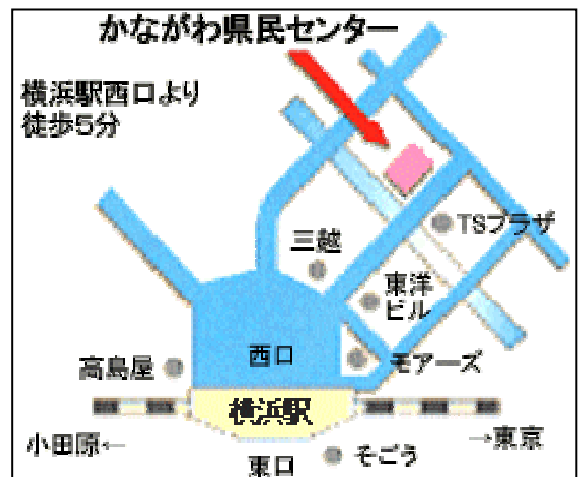 かながわ県民センター
横浜駅西口より
徒歩5分
三越
TSプラザ
東洋
ビル
西口
高島屋
モアーズ
横浜駅
小田原←
→東京
東口
そごう